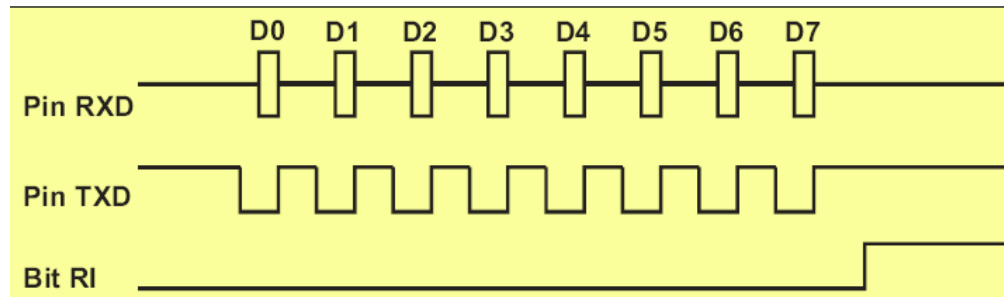 D0 D1 D2 D3 D4 D5 D6 D7
Pin RXD
Pin TXD
Bit RI